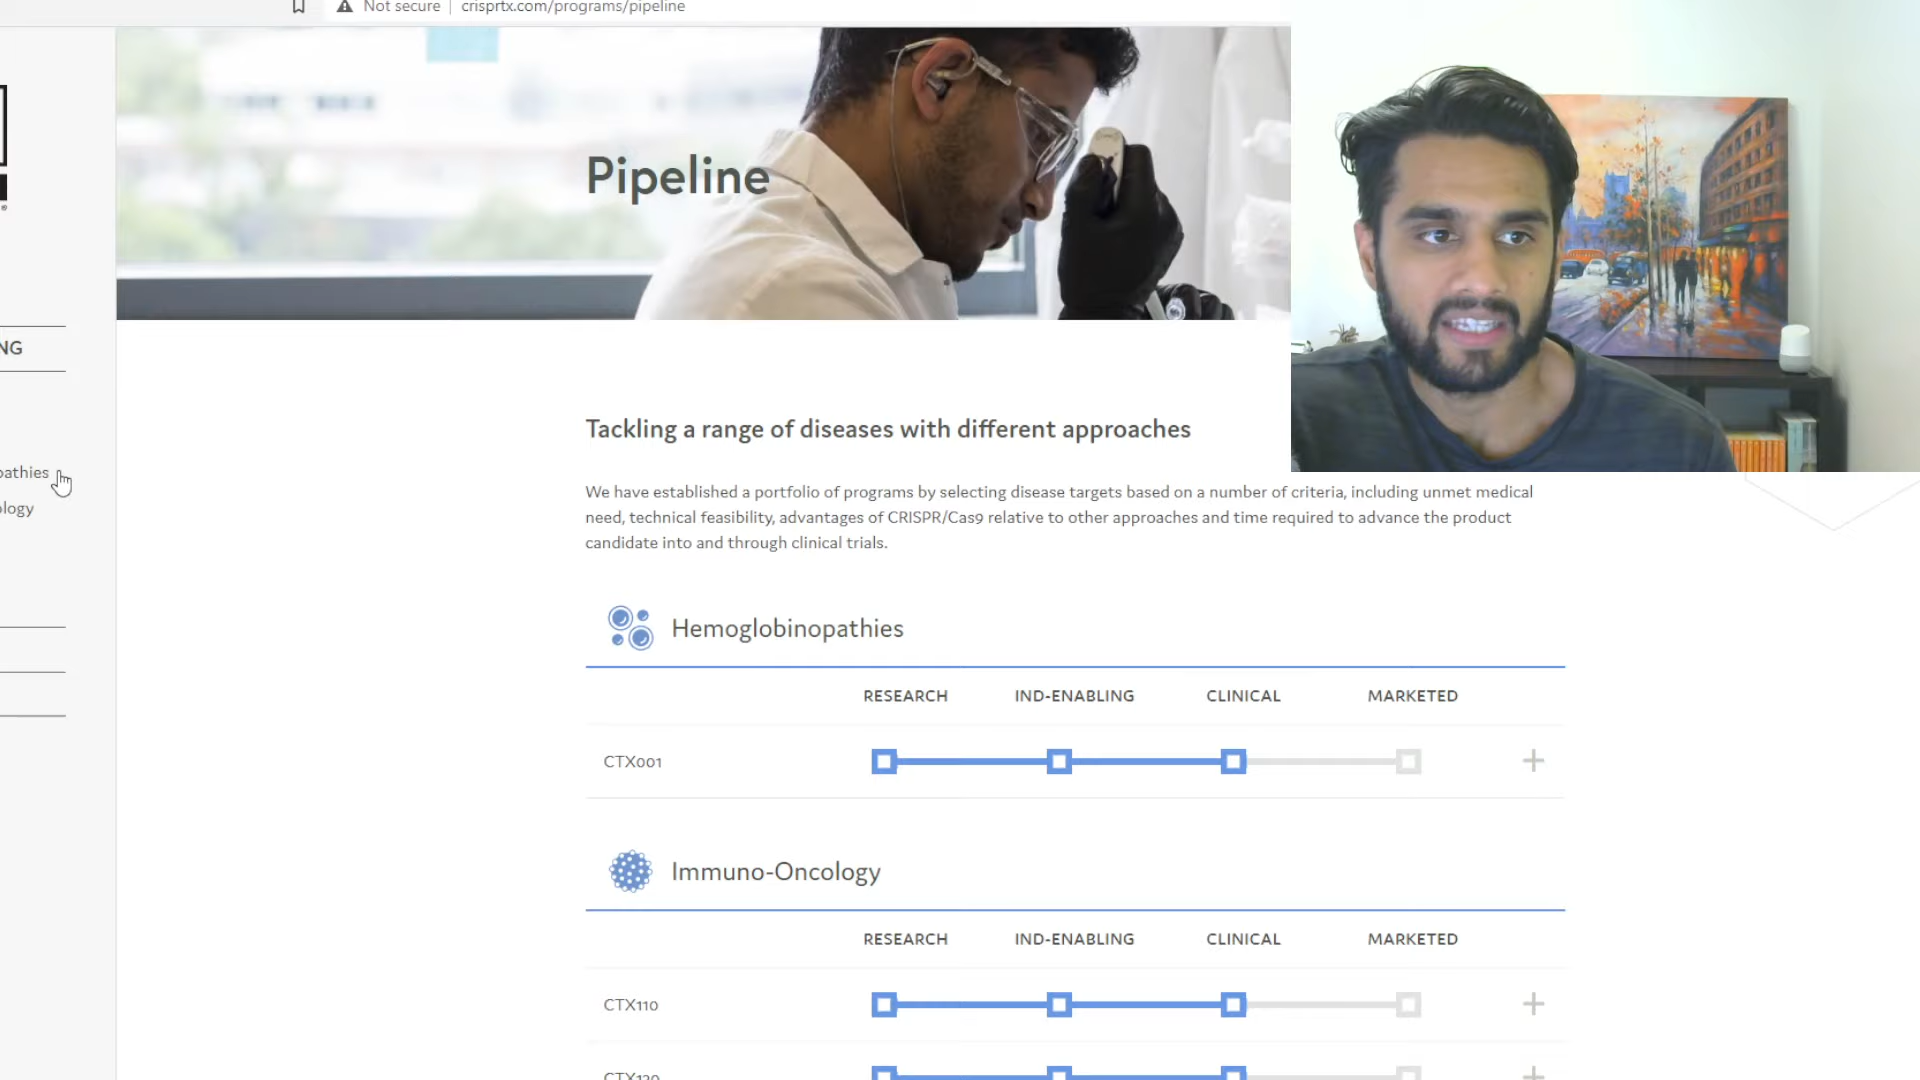 Not secure | crisprtx.com/programs/pipeline
Pipeline
NG
pathies
ology
Tackling a range of diseases with different approaches
We have established a portfolio of programs by selecting disease targets based on a number of criteria, including unmet medical
need, technical feasibility, advantages of CRISPR/Cas9 relative to other approaches and time required to advance the product
candidate into and through clinical trials.
Hemoglobinopathies
RESEARCH IND-ENABLING CLINICAL MARKETED
CTX001
Immuno-Oncology
RESEARCH IND-ENABLING CLINICAL MARKETED
CTX110